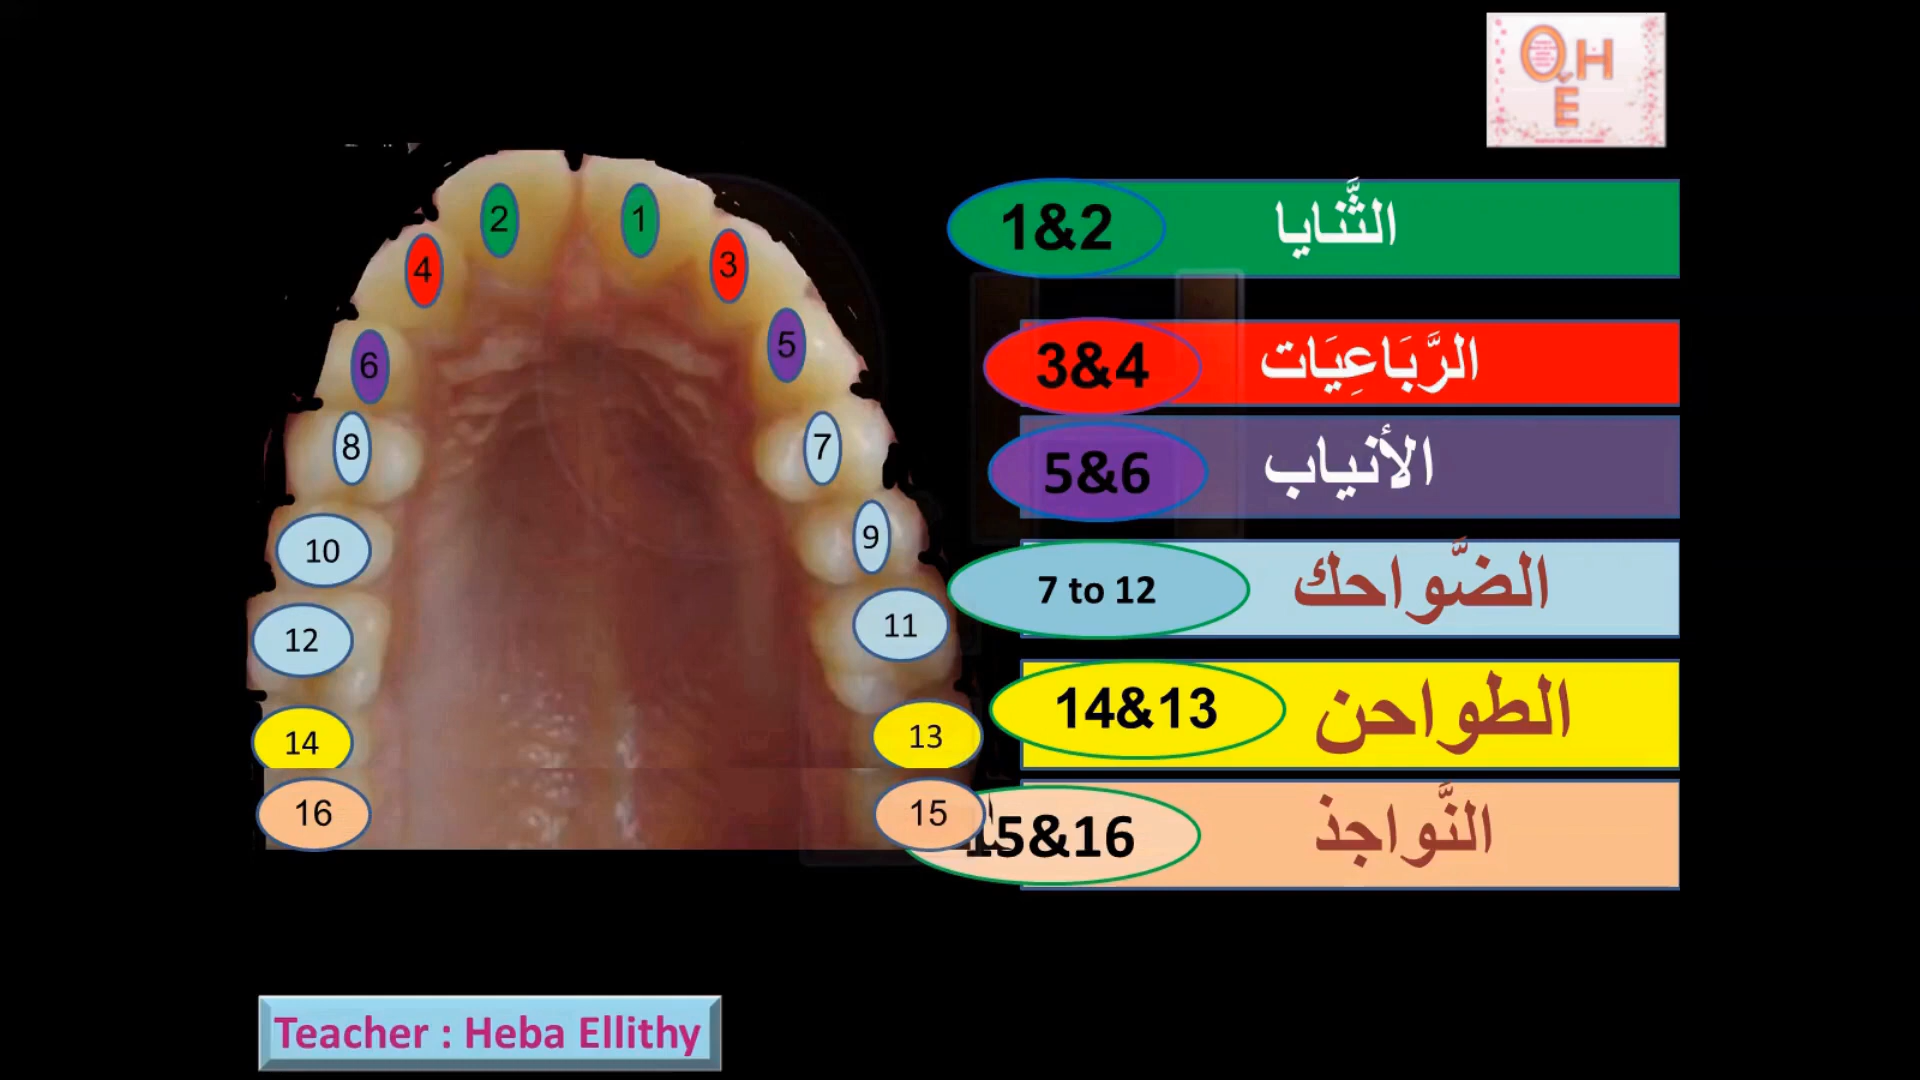 QH
E
2
1
4
3
6
5
8
7
10
9
12
11
14
13
16
15
1&2
الثَّنايا
3&4
الرَّبَاعِيَات
5&6
الأنياب
7 to 12
الضَّواحك
14&13
الطواحن
15&16
النَّواجذ
Teacher : Heba Ellithy